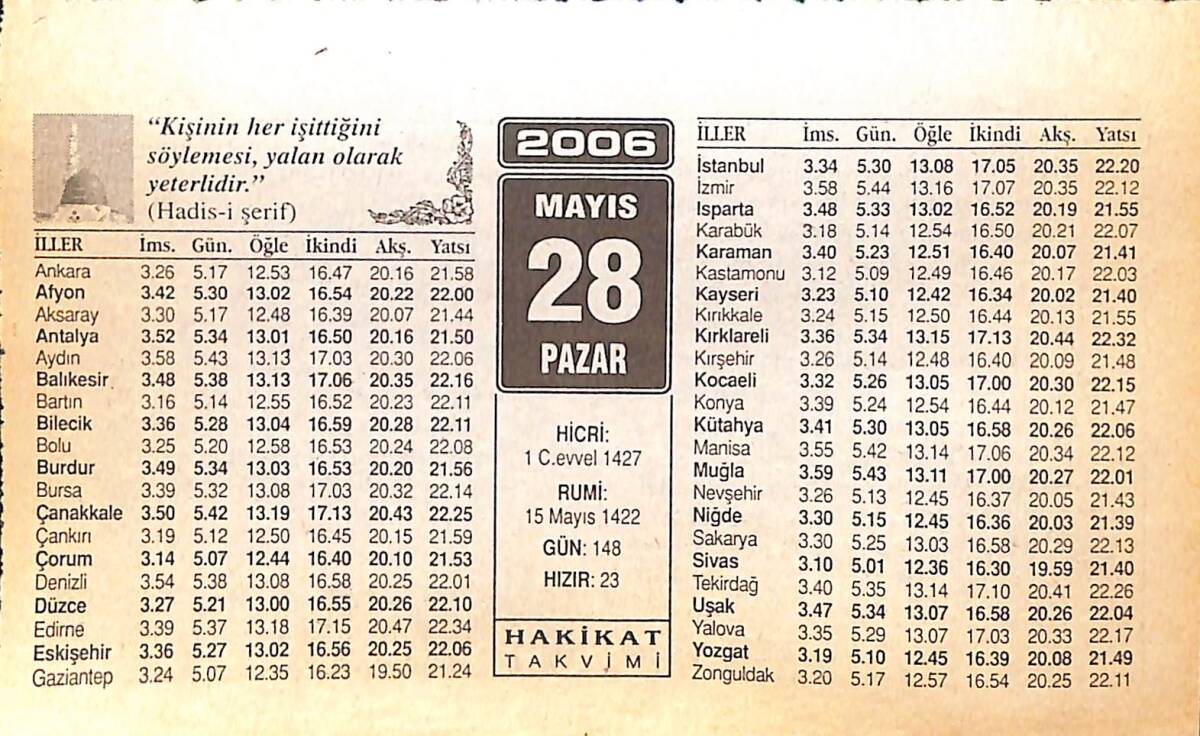 “Kişinin her işittiğini
söylemesi, yalan olarak
yeterlidir.”
(Hadis-i şerif)
İLLER İms. Gün. Öğle İkindi Akş. Yatsı
Ankara 3.26 5.17 12.53 16.47 20.16 21.58
Afyon 3.42 5.30 13.02 16.54 20.22 22.00
Aksaray 3.30 5.17 12.48 16.39 20.07 21.44
Antalya 3.52 5.34 13.01 16.50 20.16 21.50
Aydın 3.58 5.43 13.13 17.03 20.30 22.06
Balıkesir 3.48 5.38 13.13 17.06 20.35 22.16
Bartın 3.16 5.14 12.55 16.52 20.23 22.11
Bilecik 3.36 5.28 13.04 16.59 20.28 22.11
Bolu 3.25 5.20 12.58 16.53 20.24 22.08
Burdur 3.49 5.34 13.03 16.53 20.20 21.56
Bursa 3.39 5.32 13.08 17.03 20.32 22.14
Çanakkale 3.50 5.42 13.19 17.13 20.43 22.25
Çankırı 3.19 5.12 12.50 16.45 20.15 21.59
Çorum 3.14 5.07 12.44 16.40 20.10 21.53
Denizli 3.54 5.38 13.08 16.58 20.25 22.01
Düzce 3.27 5.21 13.00 16.55 20.26 22.10
Edirne 3.39 5.37 13.18 17.15 20.47 22.34
Eskişehir 3.36 5.27 13.02 16.56 20.25 22.06
Gaziantep 3.24 5.07 12.35 16.23 19.50 21.24
2006
MAYIS
28
PAZAR
HİCRİ:
1 C.evvel 1427
RUMİ:
15 Mayıs 1422
GÜN: 148
HIZIR: 23
HAKİKAT
TAKVİMİ
İLLER İms. Gün. Öğle İkindi Akş. Yatsı
İstanbul 3.34 5.30 13.08 17.05 20.35 22.20
İzmir 3.58 5.44 13.16 17.07 20.35 22.12
Isparta 3.48 5.33 13.02 16.52 20.19 21.55
Karabük 3.18 5.14 12.54 16.50 20.21 22.07
Karaman 3.40 5.23 12.51 16.40 20.07 21.41
Kastamonu 3.12 5.09 12.49 16.46 20.17 22.03
Kayseri 3.23 5.10 12.42 16.34 20.02 21.40
Kırıkkale 3.24 5.15 12.50 16.44 20.13 21.55
Kırklareli 3.36 5.34 13.15 17.13 20.44 22.32
Kırşehir 3.26 5.14 12.48 16.40 20.09 21.48
Kocaeli 3.32 5.26 13.05 17.00 20.30 22.15
Konya 3.39 5.24 12.54 16.44 20.12 21.47
Kütahya 3.41 5.30 13.05 16.58 20.26 22.06
Manisa 3.55 5.42 13.14 17.06 20.34 22.12
Muğla 3.59 5.43 13.11 17.00 20.27 22.01
Nevşehir 3.26 5.13 12.45 16.37 20.05 21.43
Niğde 3.30 5.15 12.45 16.36 20.03 21.39
Sakarya 3.30 5.25 13.03 16.58 20.29 22.13
Sivas 3.10 5.01 12.36 16.30 19.59 21.40
Tekirdağ 3.40 5.35 13.14 17.10 20.41 22.26
Uşak 3.47 5.34 13.07 16.58 20.26 22.04
Yalova 3.35 5.29 13.07 17.03 20.33 22.17
Yozgat 3.19 5.10 12.45 16.39 20.08 21.49
Zonguldak 3.20 5.17 12.57 16.54 20.25 22.11